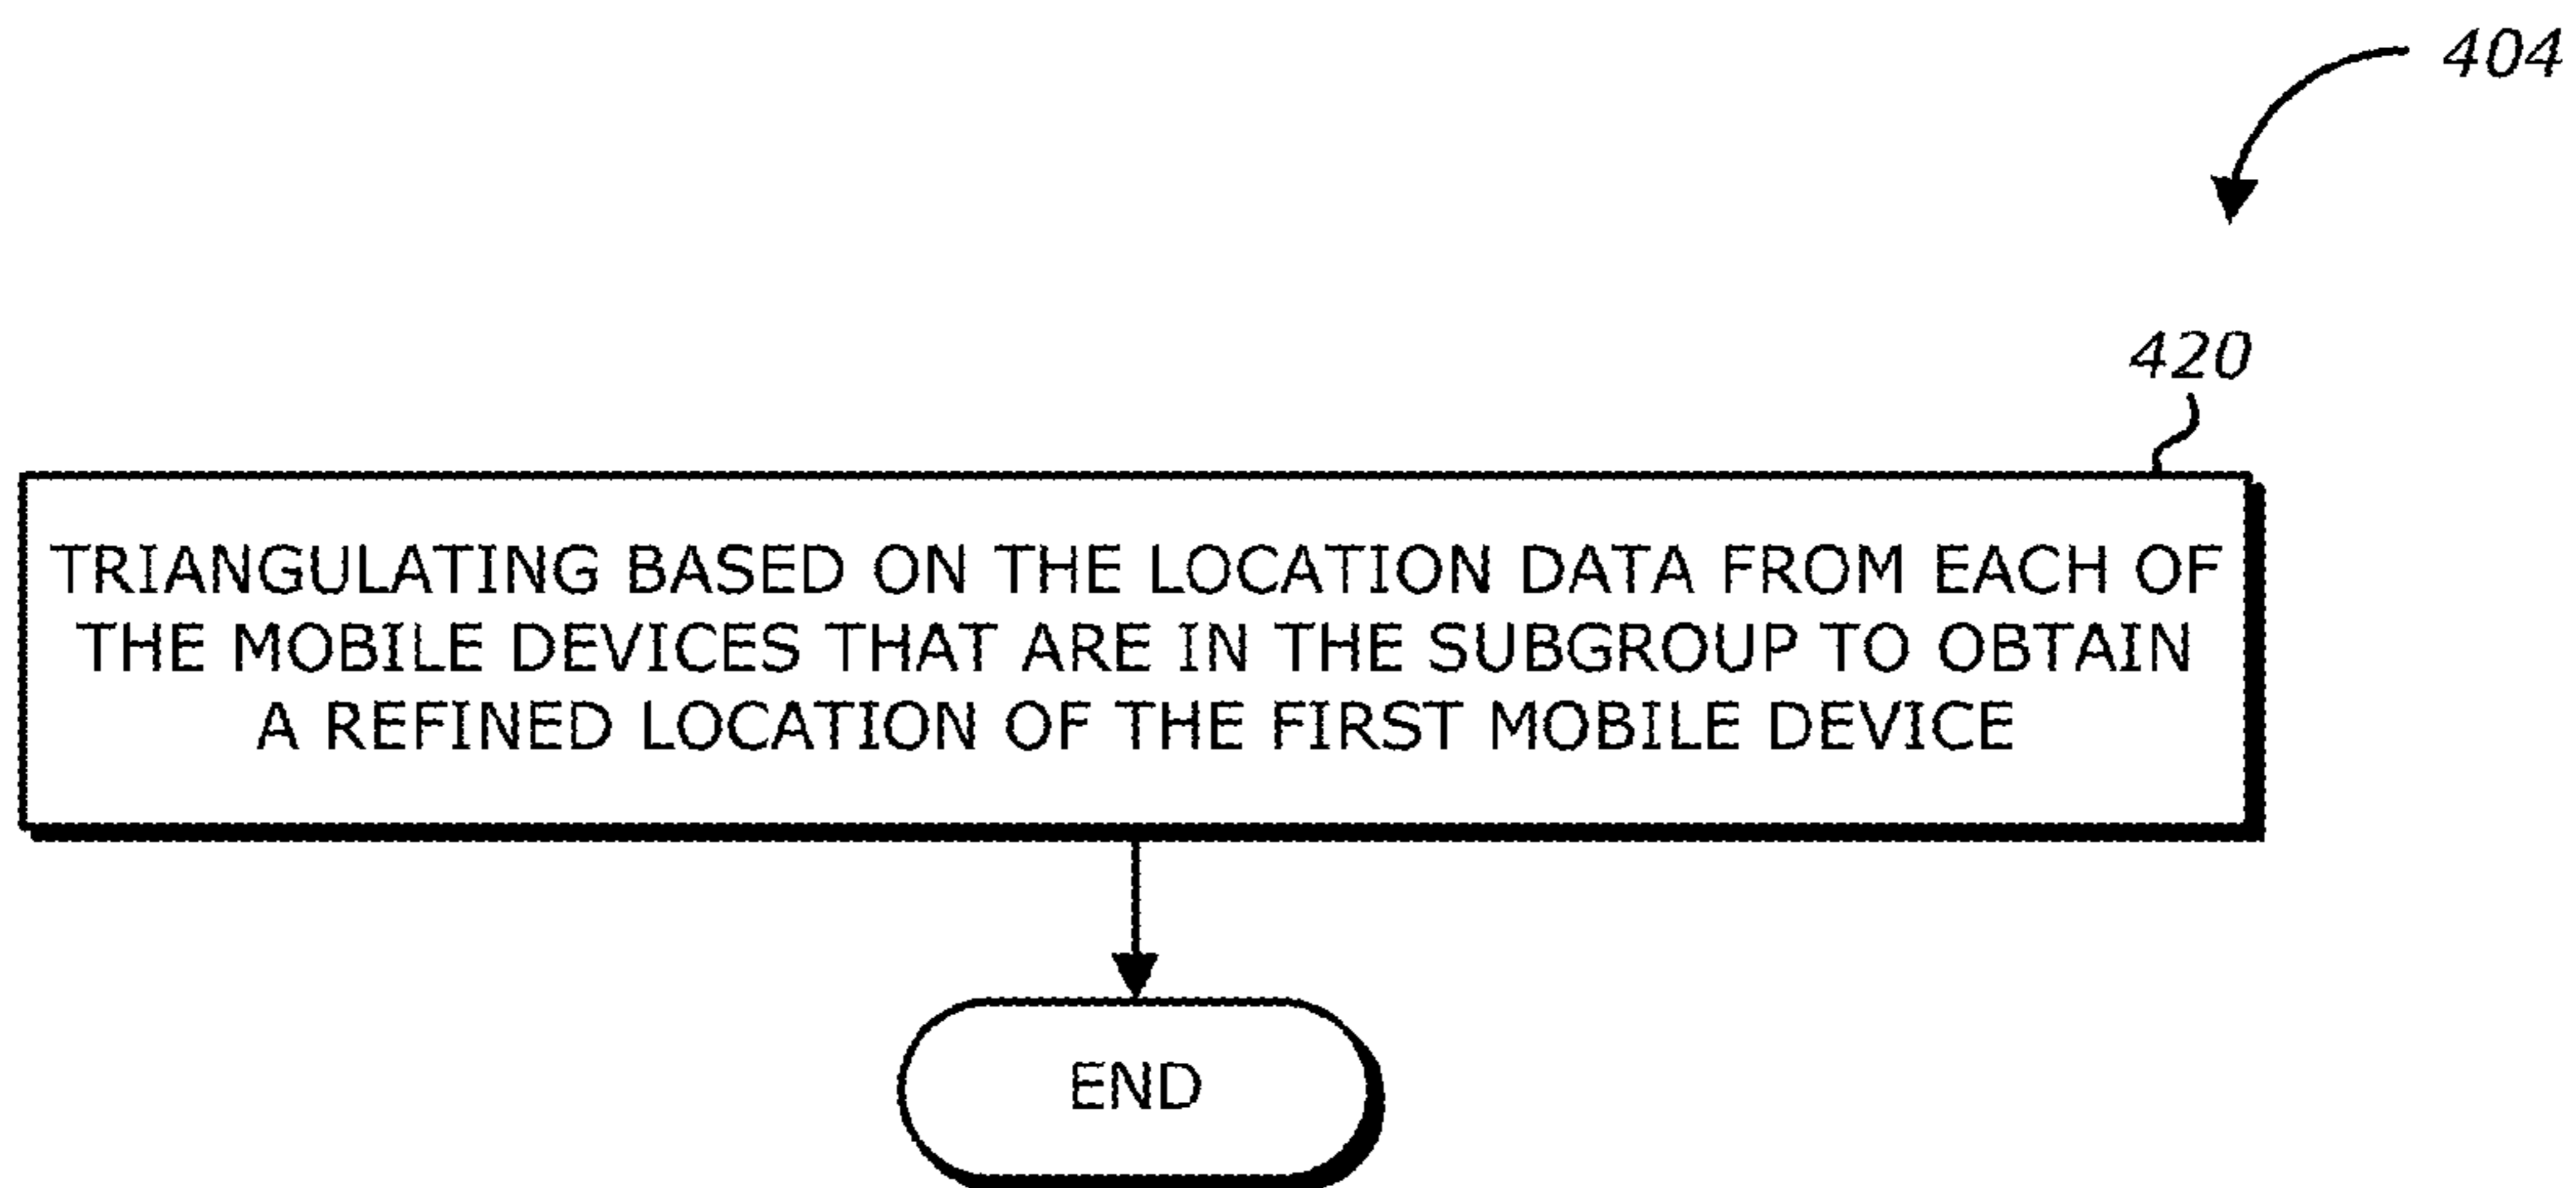 404
420
TRIANGULATING BASED ON THE LOCATION DATA FROM EACH OF
THE MOBILE DEVICES THAT ARE IN THE SUBGROUP TO OBTAIN
A REFINED LOCATION OF THE FIRST MOBILE DEVICE
END